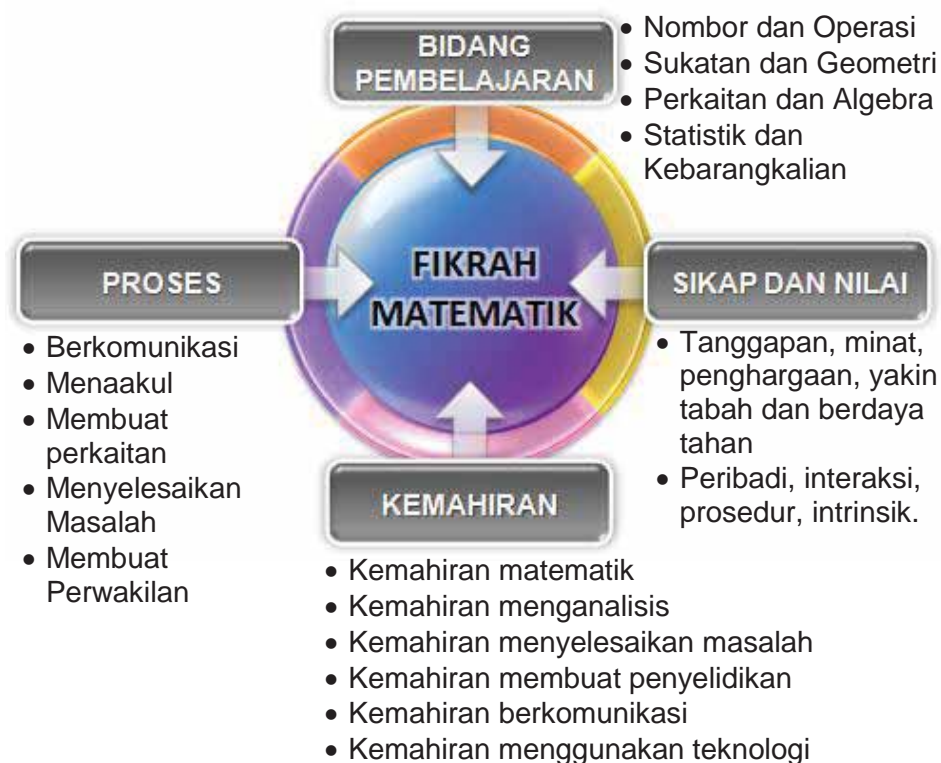 BIDANG
PEMBELAJARAN
• Nombor dan Operasi
• Sukatan dan Geometri
• Perkaitan dan Algebra
• Statistik dan
Kebarangkalian
PROSES
• Berkomunikasi
• Menaakul
• Membuat
perkaitan
• Menyelesaikan
Masalah
• Membuat
Perwakilan
FIKRAH
MATEMATIK
SIKAP DAN NILAI
• Tanggapan, minat,
penghargaan, yakin
tabah dan berdaya
tahan
• Peribadi, interaksi,
prosedur, intrinsik.
KEMAHIRAN
• Kemahiran matematik
• Kemahiran menganalisis
• Kemahiran menyelesaikan masalah
• Kemahiran membuat penyelidikan
• Kemahiran berkomunikasi
• Kemahiran menggunakan teknologi